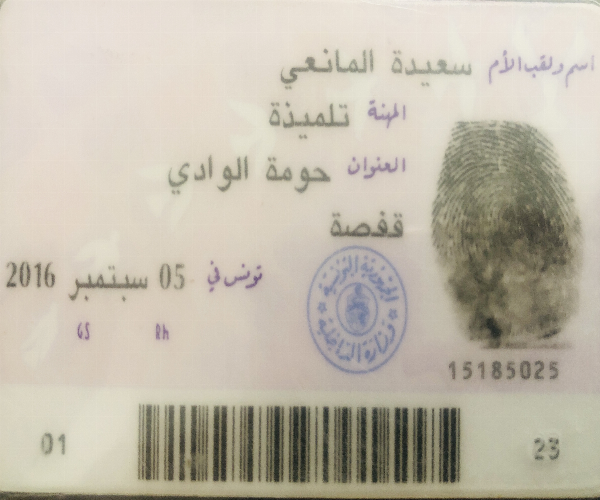 اسم ولقب الأم سعيدة المانعي
المهنة تلميذة
العنوان حومة الوادي
قفصة
تونس في 05 سبتمبر 2016
GS Rh
الجمهورية التونسية
وزارة الداخلية
15185025
01 23